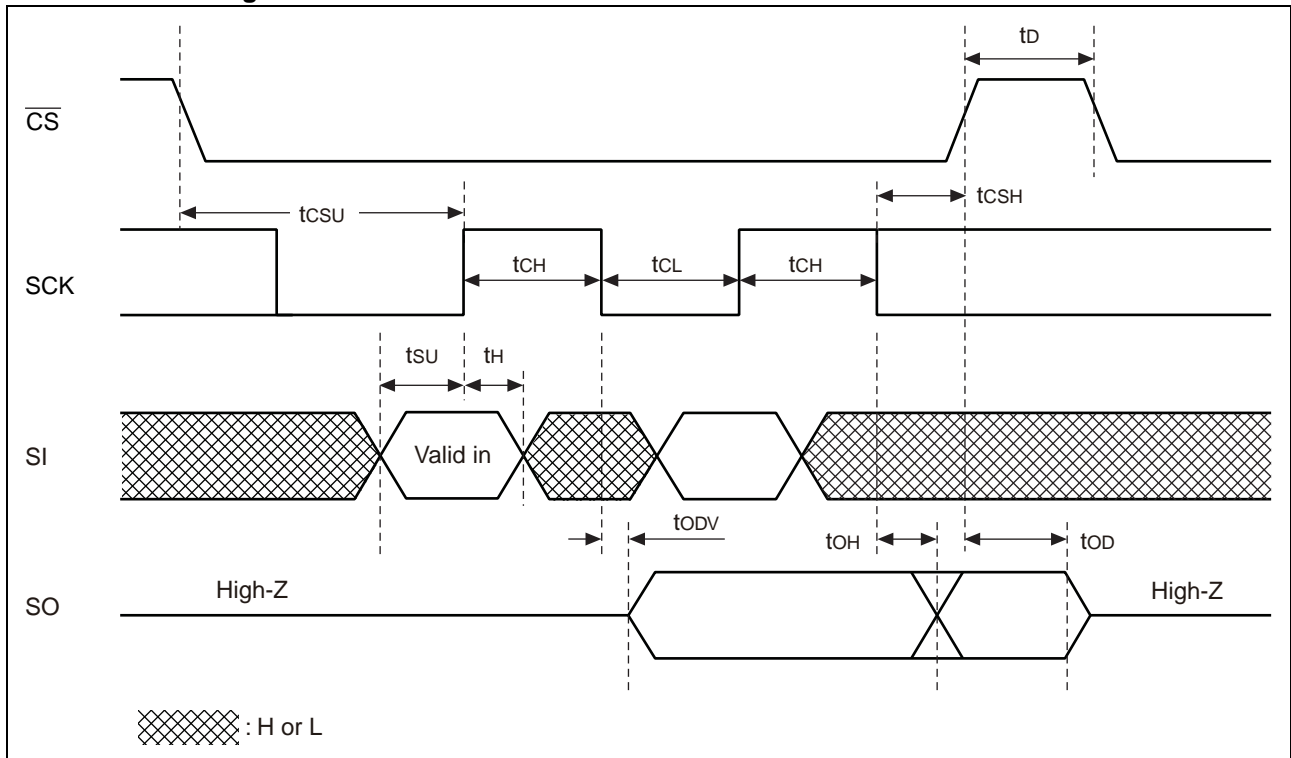 tD
CS
tCSH
tCSU
tCH
tCL
tCH
SCK
tSU
tH
SI
Valid in
tODV
tOH
tOD
High-Z
High-Z
SO
: H or L